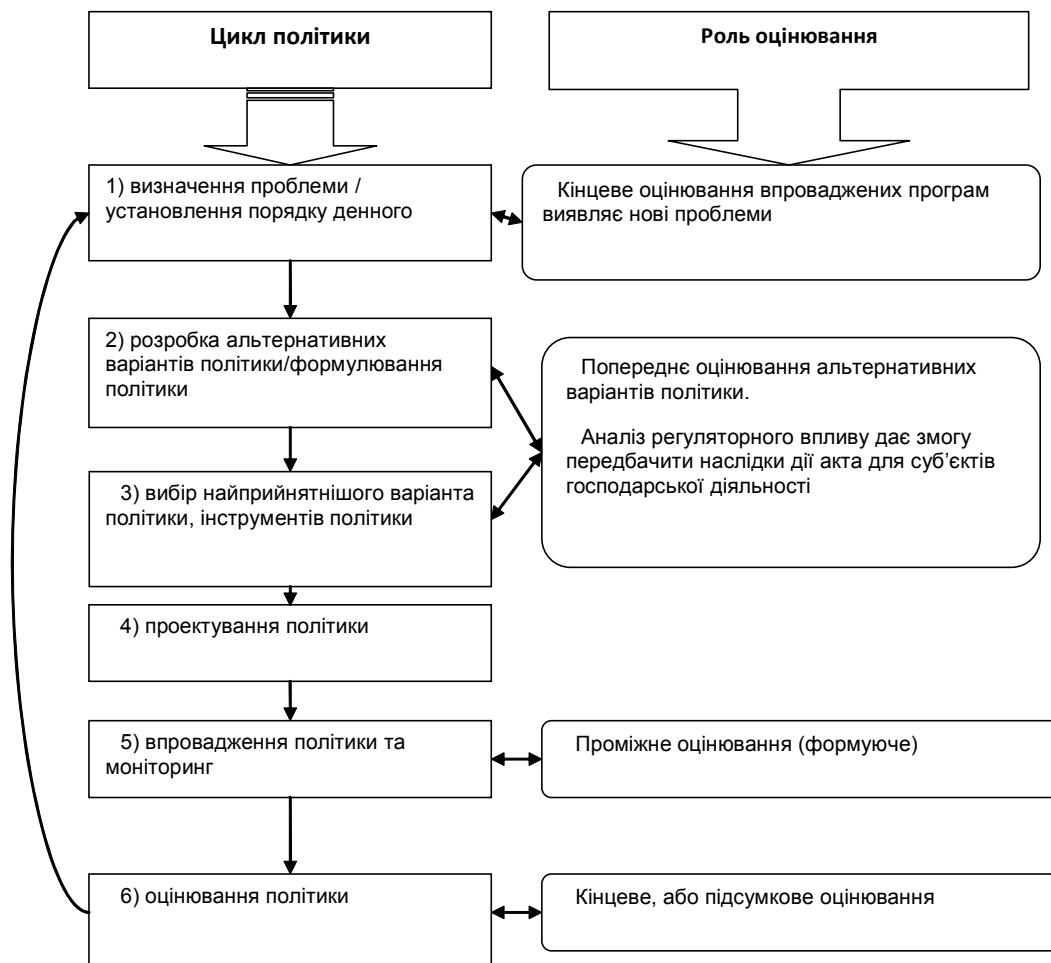 Цикл політики
Роль оцінювання
1) визначення проблеми /
установлення порядку денного
Кінцеве оцінювання впроваджених програм
виявляє нові проблеми
2) розробка альтернативних
варіантів політики/формулювання
політики
Попереднє оцінювання альтернативних
варіантів політики.
Аналіз регуляторного впливу дає змогу
передбачити наслідки дії акта для суб’єктів
господарської діяльності
3) вибір найприйнятнішого варіанта
політики, інструментів політики
4) проектування політики
5) впровадження політики та
моніторинг
Проміжне оцінювання (формуюче)
6) оцінювання політики
Кінцеве, або підсумкове оцінювання